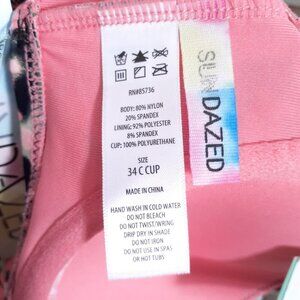 RN#85736
BODY: 80% NYLON
20% SPANDEX
LINING: 92% POLYESTER
8% SPANDEX
CUP: 100% POLYURETHANE
SIZE
34 C CUP
MADE IN CHINA
HAND WASH IN COLD WATER
DO NOT BLEACH
DO NOT TWIST/WRING
DRIP DRY IN SHADE
DO NOT IRON
DO NOT USE IN SPAS
OR HOT TUBS
SUN DAZED
DAZED